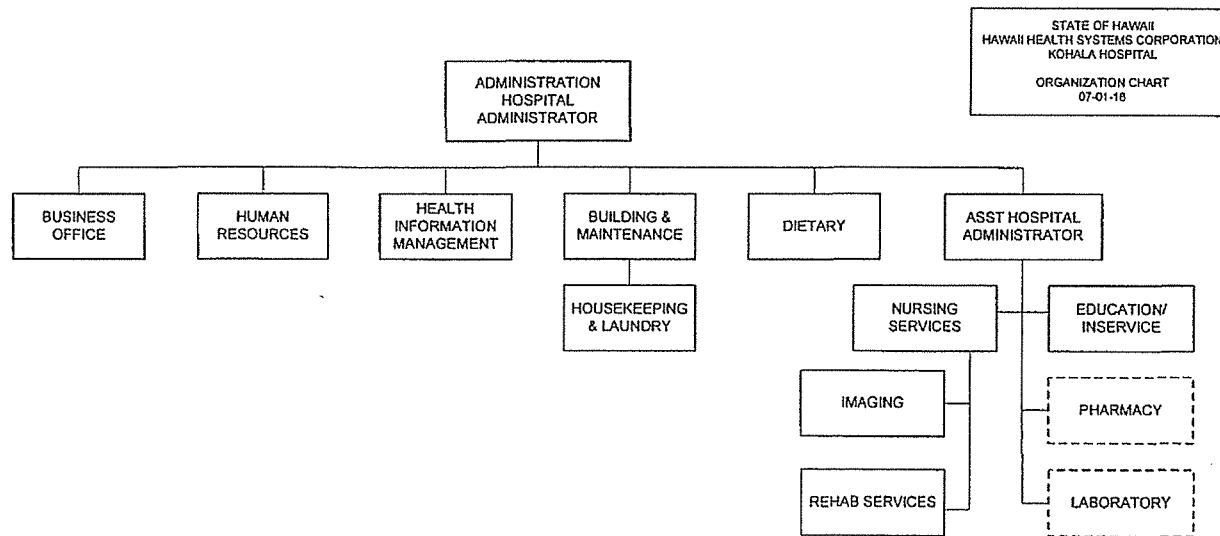 STATE OF HAWAII
HAWAII HEALTH SYSTEMS CORPORATION
KOHALA HOSPITAL
ORGANIZATION CHART
07-01-18
ADMINISTRATION
HOSPITAL
ADMINISTRATOR
BUSINESS
OFFICE
HUMAN
RESOURCES
HEALTH
INFORMATION
MANAGEMENT
BUILDING &
MAINTENANCE
DIETARY
ASST HOSPITAL
ADMINISTRATOR
HOUSEKEEPING
& LAUNDRY
NURSING
SERVICES
EDUCATION/
INSERVICE
IMAGING
PHARMACY
REHAB SERVICES
LABORATORY